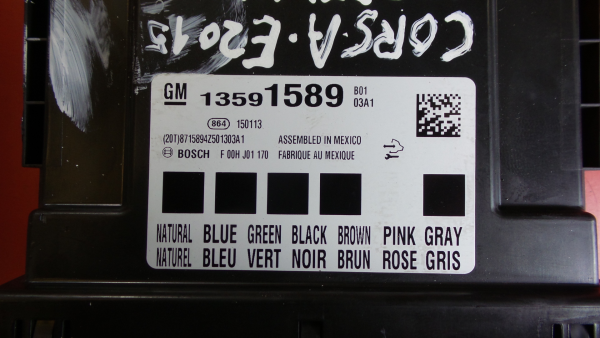 CORSA·E2015
GM 13591589 B01
03A1
864 150113
(20T)8715894Z501303A1 ASSEMBLED IN MEXICO
BOSCH F 00H J01 170 FABRIQUE AU MEXIQUE
NATURAL BLUE GREEN BLACK BROWN PINK GRAY
NATUREL BLEU VERT NOIR BRUN ROSE GRIS